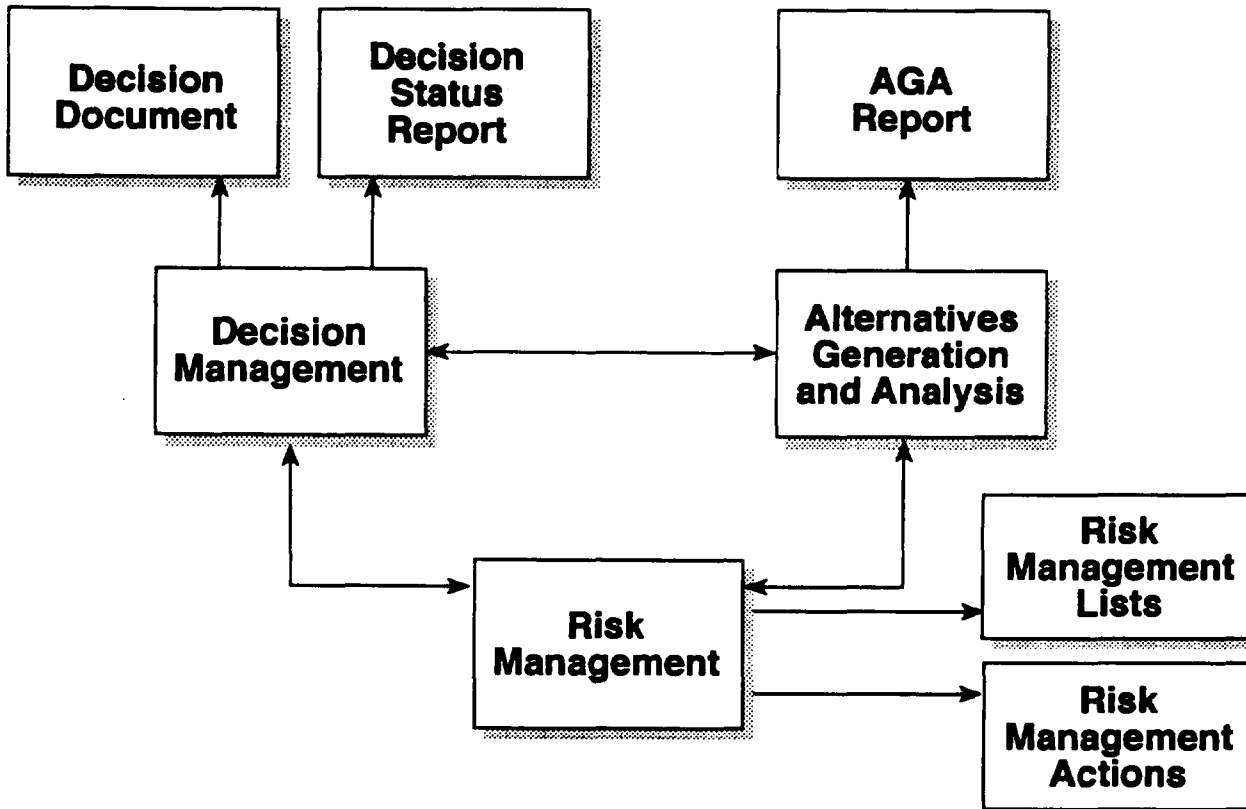 Decision
Document
Decision
Status
Report
AGA
Report
Decision
Management
Alternatives
Generation
and Analysis
Risk
Management
Risk
Management
Lists
Risk
Management
Actions